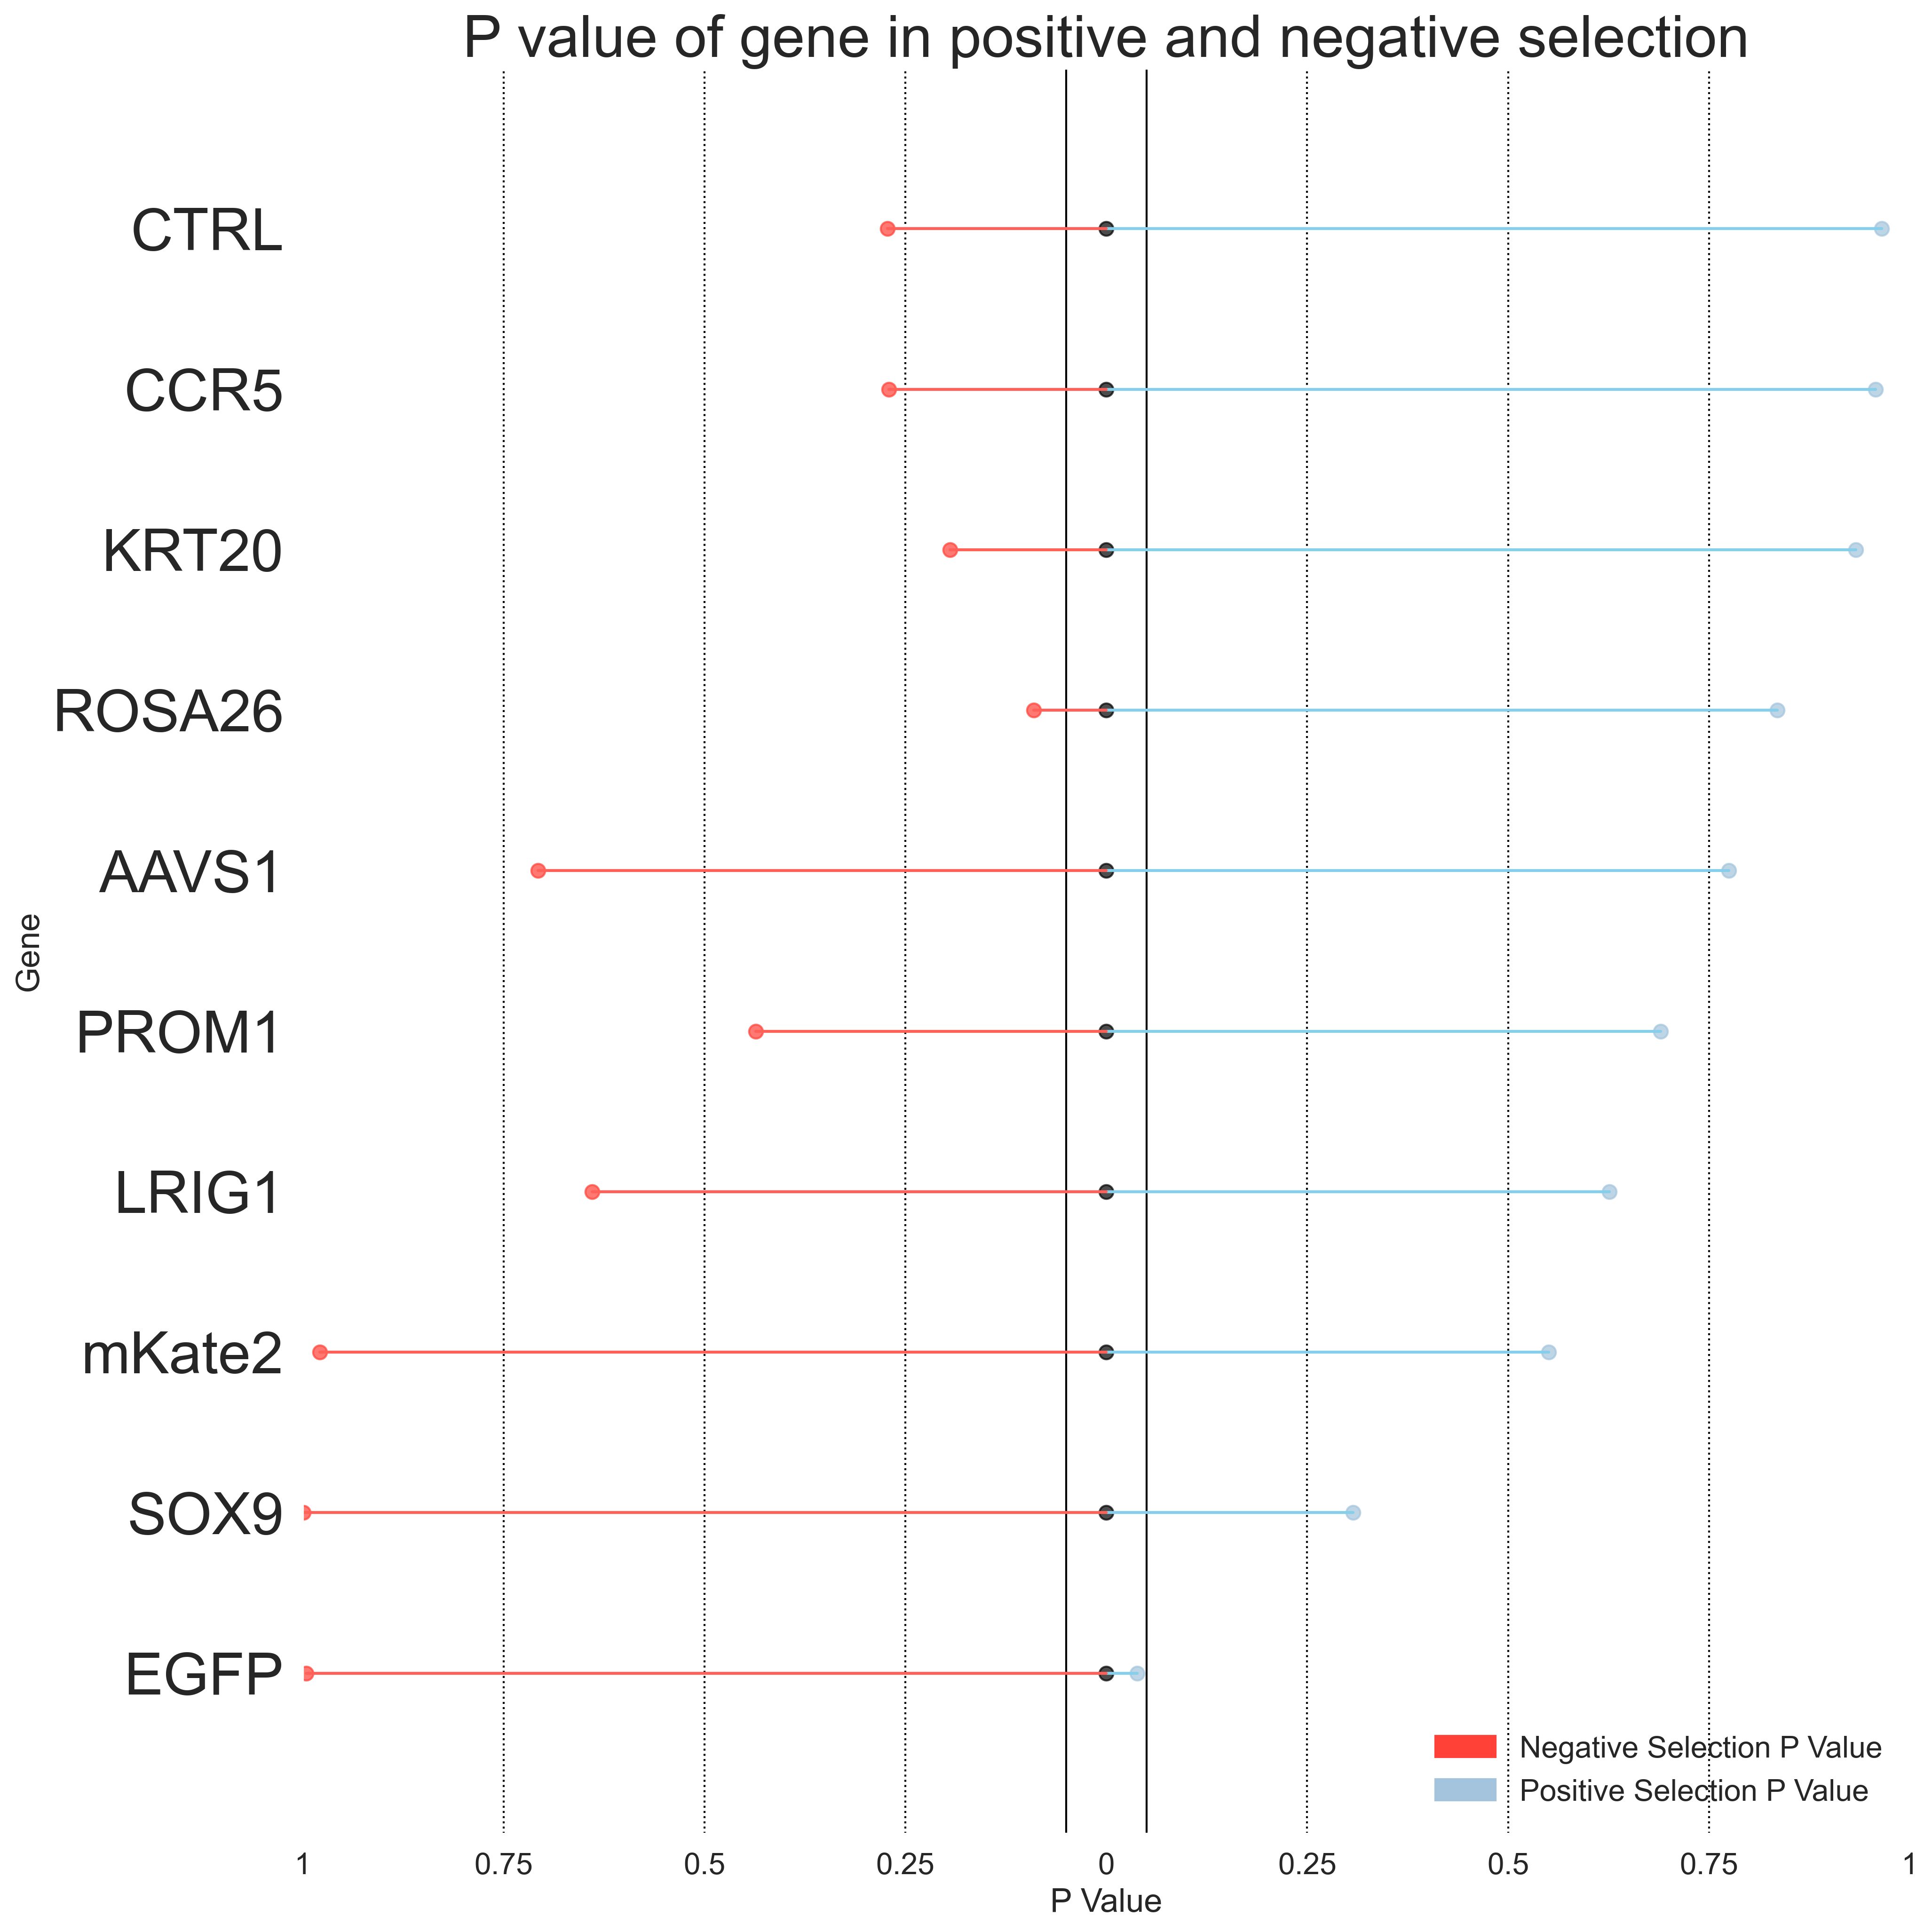 P value of gene in positive and negative selection
CTRL
CCR5
KRT20
ROSA26
AAVS1
Gene
PROM1
LRIG1
mKate2
SOX9
EGFP
Negative Selection P Value
Positive Selection P Value
1 0.75 0.5 0.25 0 0.25 0.5 0.75 1
P Value